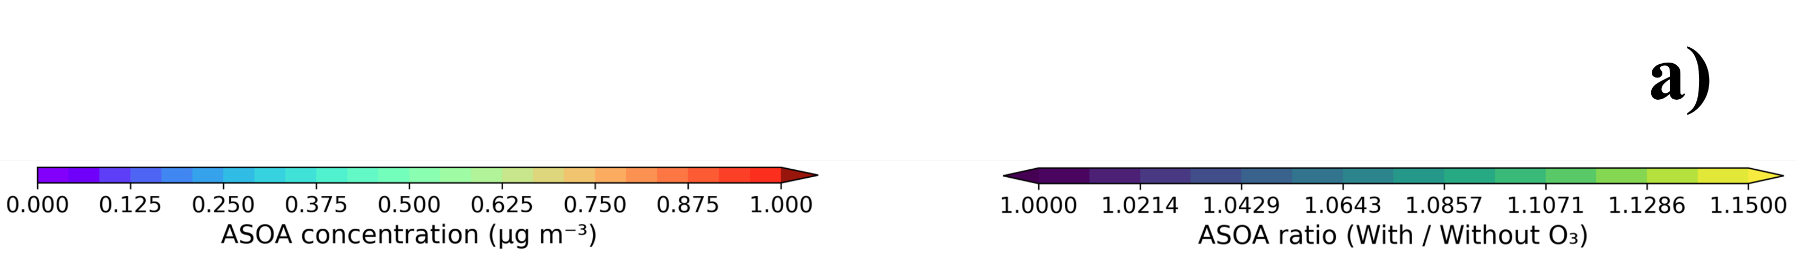 a)
0.000 0.125 0.250 0.375 0.500 0.625 0.750 0.875 1.000
ASOA concentration (µg m⁻³)
1.0000 1.0214 1.0429 1.0643 1.0857 1.1071 1.1286 1.1500
ASOA ratio (With / Without O₃)